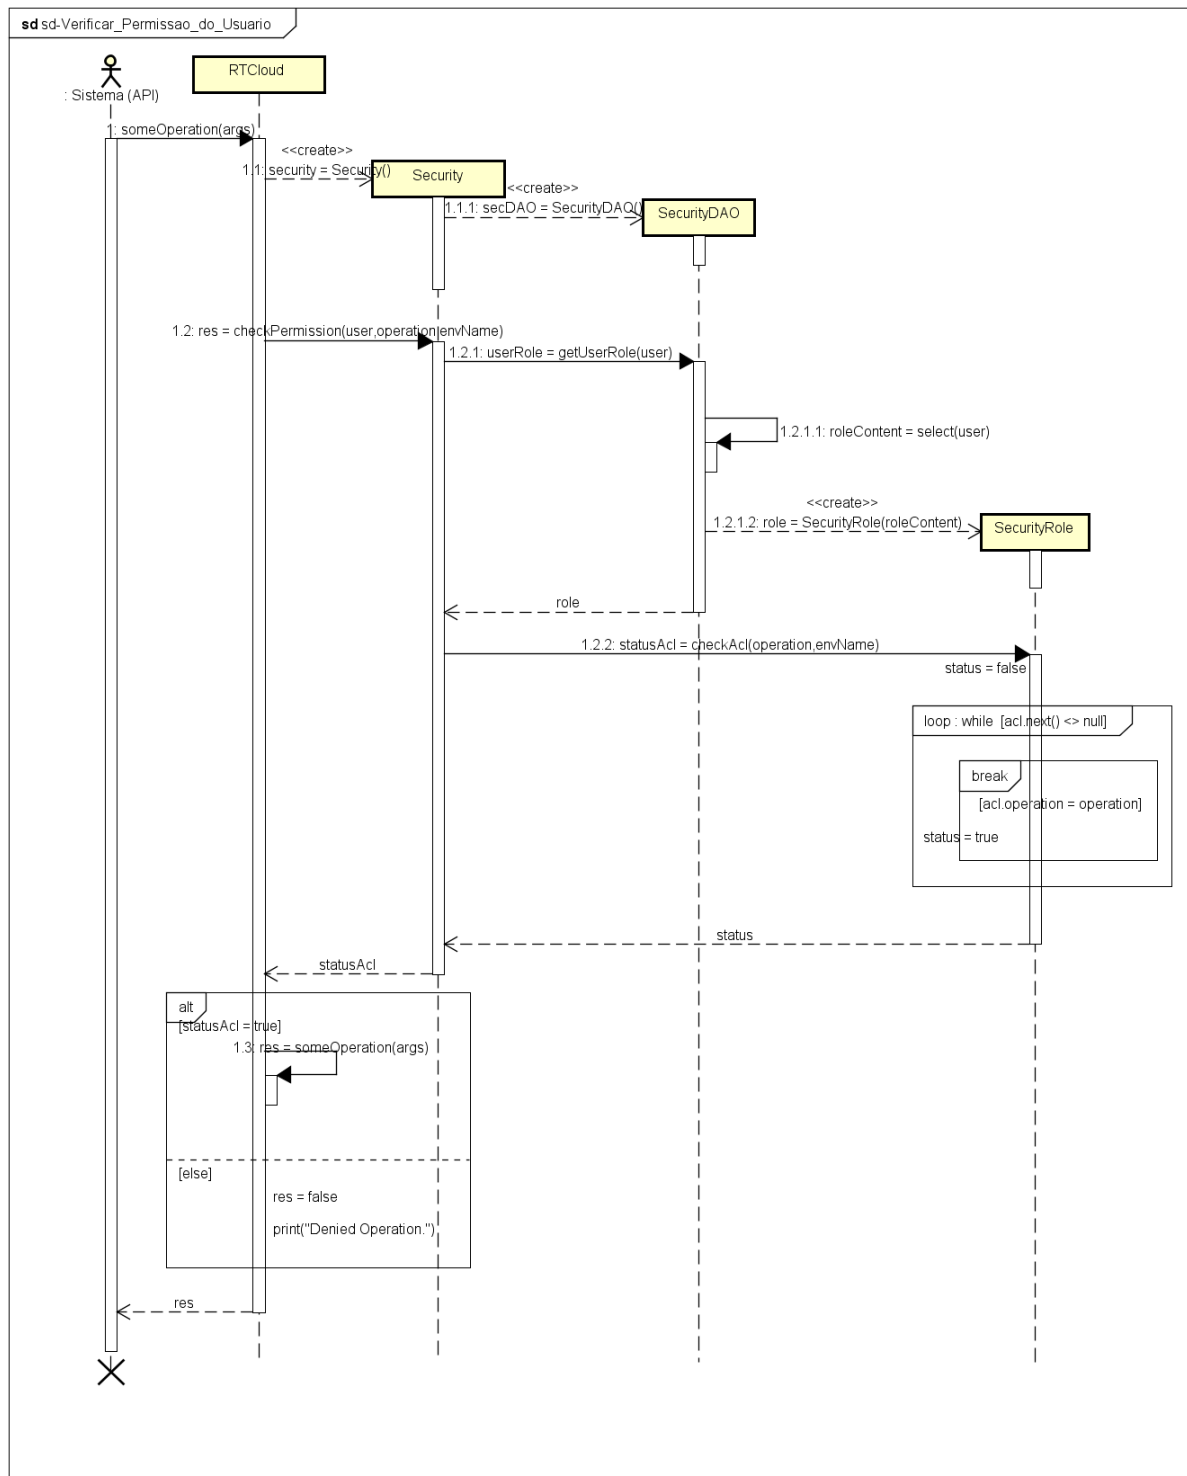 sd sd-Verificar_Permissao_do_Usuario
: Sistema (API)
RTCloud
1: someOperation(args)
<<create>>
1.1: security = Security()
Security
<<create>>
1.1.1: secDAO = SecurityDAO()
SecurityDAO
1.2: res = checkPermission(user,operation,envName)
1.2.1: userRole = getUserRole(user)
1.2.1.1: roleContent = select(user)
<<create>>
1.2.1.2: role = SecurityRole(roleContent)
SecurityRole
role
1.2.2: statusAcl = checkAcl(operation,envName)
status = false
loop : while [acl.next() <> null]
break
[acl.operation = operation]
status = true
status
statusAcl
alt
[statusAcl = true]
1.3: res = someOperation(args)
[else]
res = false
print("Denied Operation.")
res